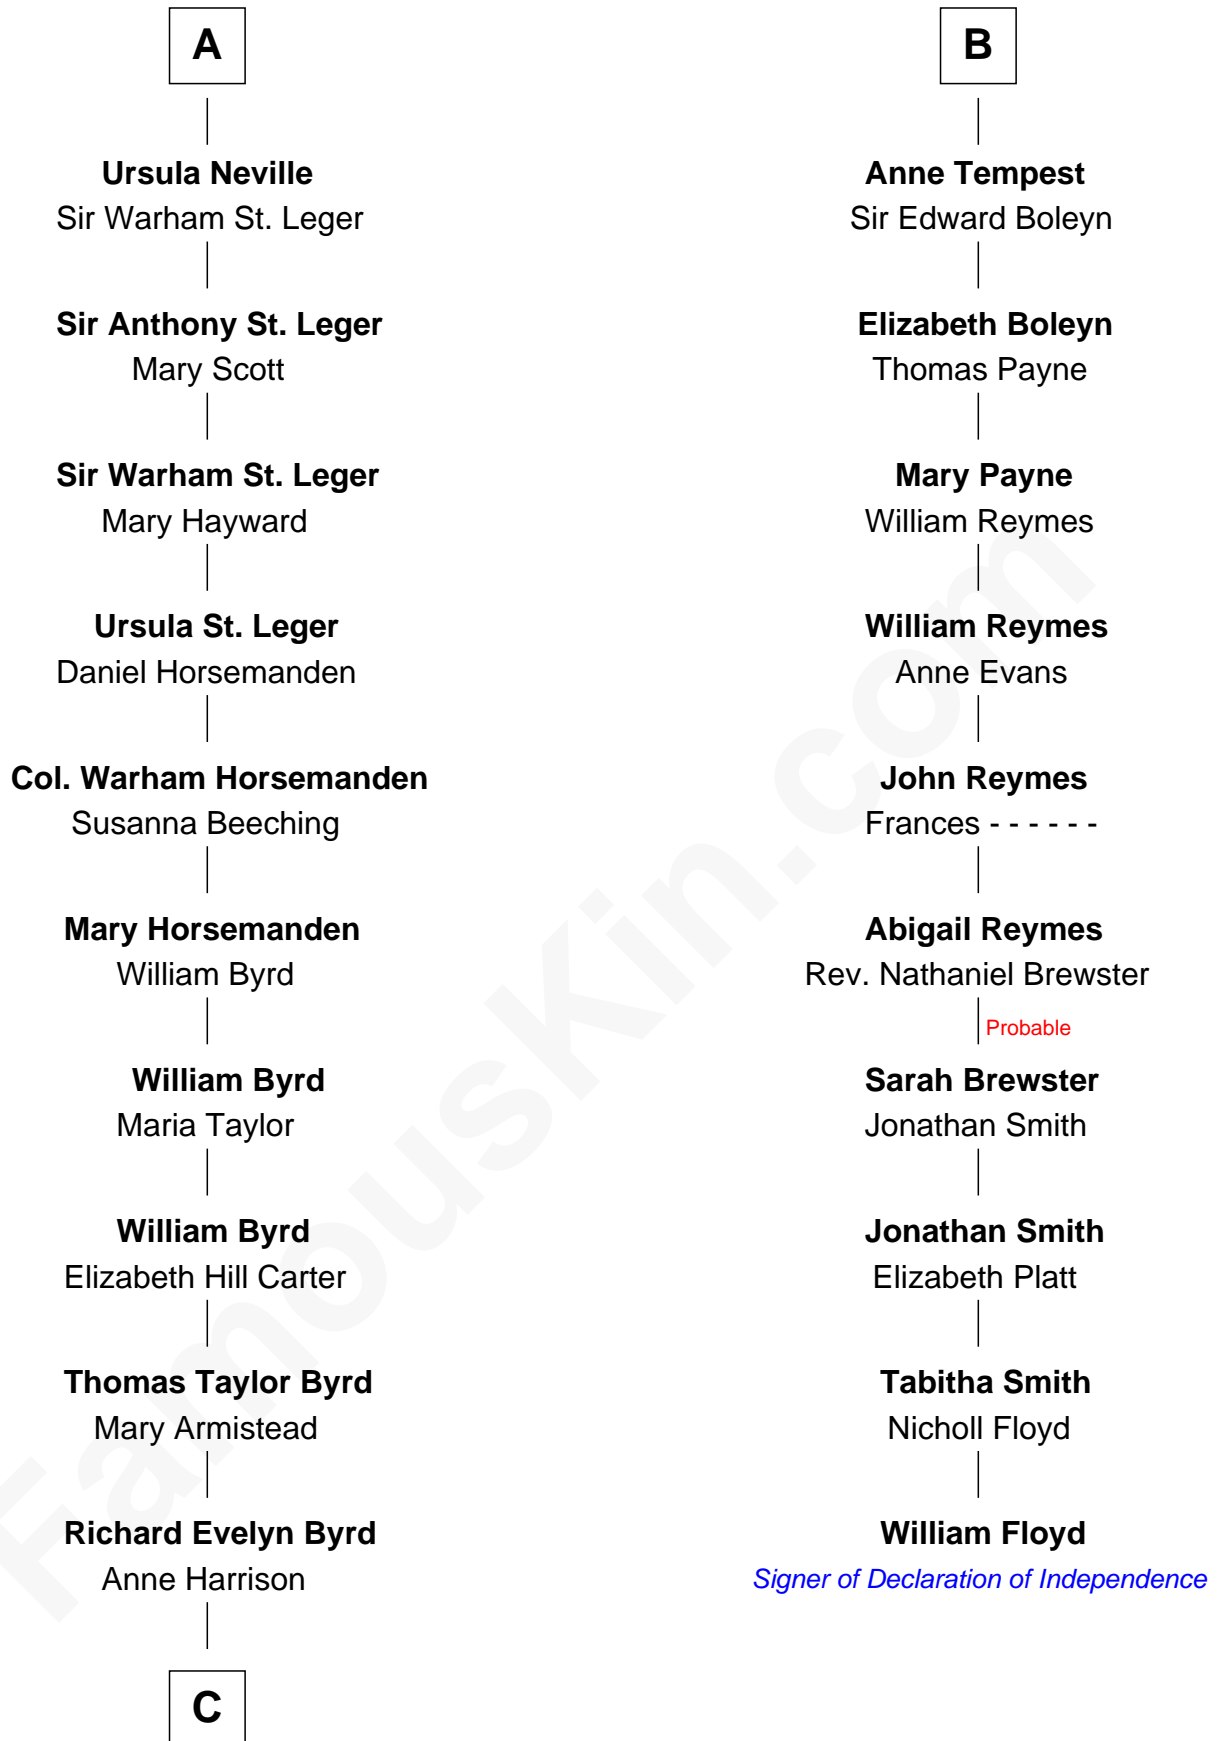 A
Ursula Neville
Sir Warham St. Leger
Sir Anthony St. Leger
Mary Scott
Sir Warham St. Leger
Mary Hayward
Ursula St. Leger
Daniel Horsemanden
Col. Warham Horsemanden
Susanna Beeching
Mary Horsemanden
William Byrd
William Byrd
Maria Taylor
William Byrd
Elizabeth Hill Carter
Thomas Taylor Byrd
Mary Armistead
Richard Evelyn Byrd
Anne Harrison
C
B
Anne Tempest
Sir Edward Boleyn
Elizabeth Boleyn
Thomas Payne
Mary Payne
William Reymes
William Reymes
Anne Evans
John Reymes
Frances - - - - - -
Abigail Reymes
Rev. Nathaniel Brewster
Probable
Sarah Brewster
Jonathan Smith
Jonathan Smith
Elizabeth Platt
Tabitha Smith
Nicholl Floyd
William Floyd
Signer of Declaration of Independence
FamousKin.com